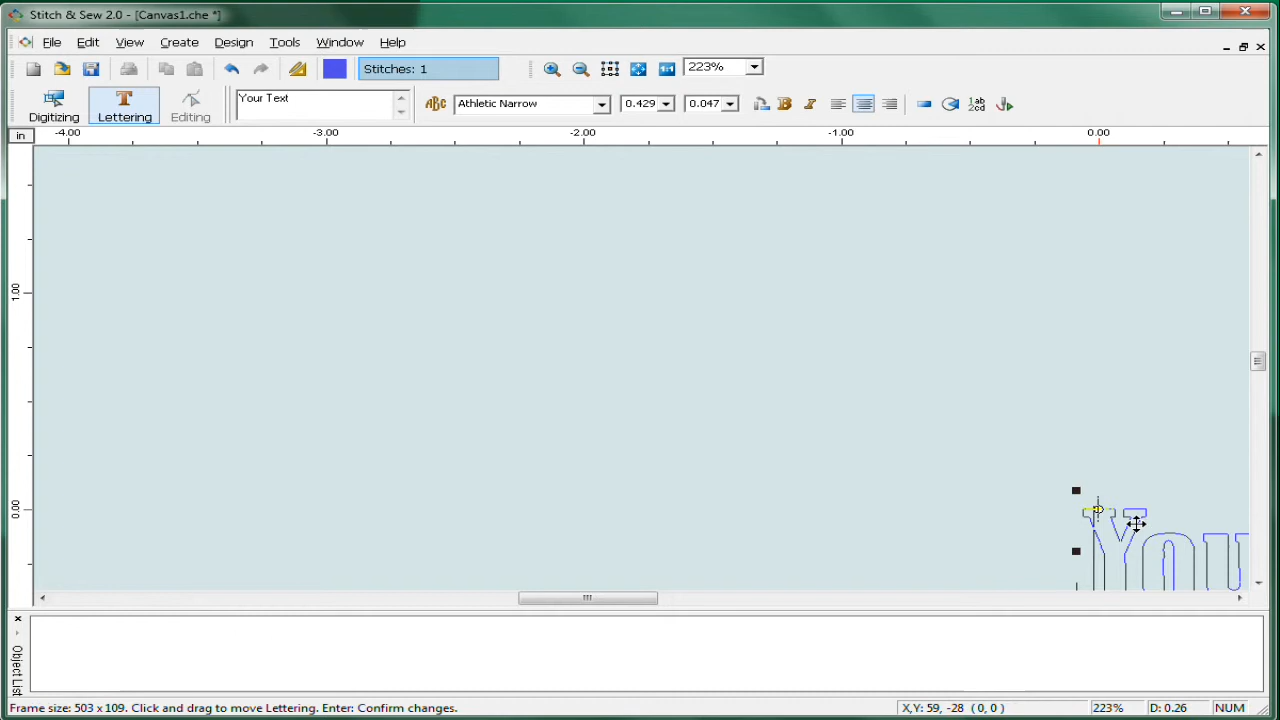 Stitch & Sew 2.0 - [Canvas1.che *]
File Edit View Create Design Tools Window Help
Stitches: 1 223%
Digitizing Lettering Editing Your Text ABC Athletic Narrow 0.429 0.047 1ab 2cd
in -4.00 -3.00 -2.00 -1.00 0.00
1.00
0.00
You
Object List
Frame size: 503 x 109. Click and drag to move Lettering. Enter: Confirm changes. X,Y: 59, -28 ( 0, 0 ) 223% D: 0.26 NUM